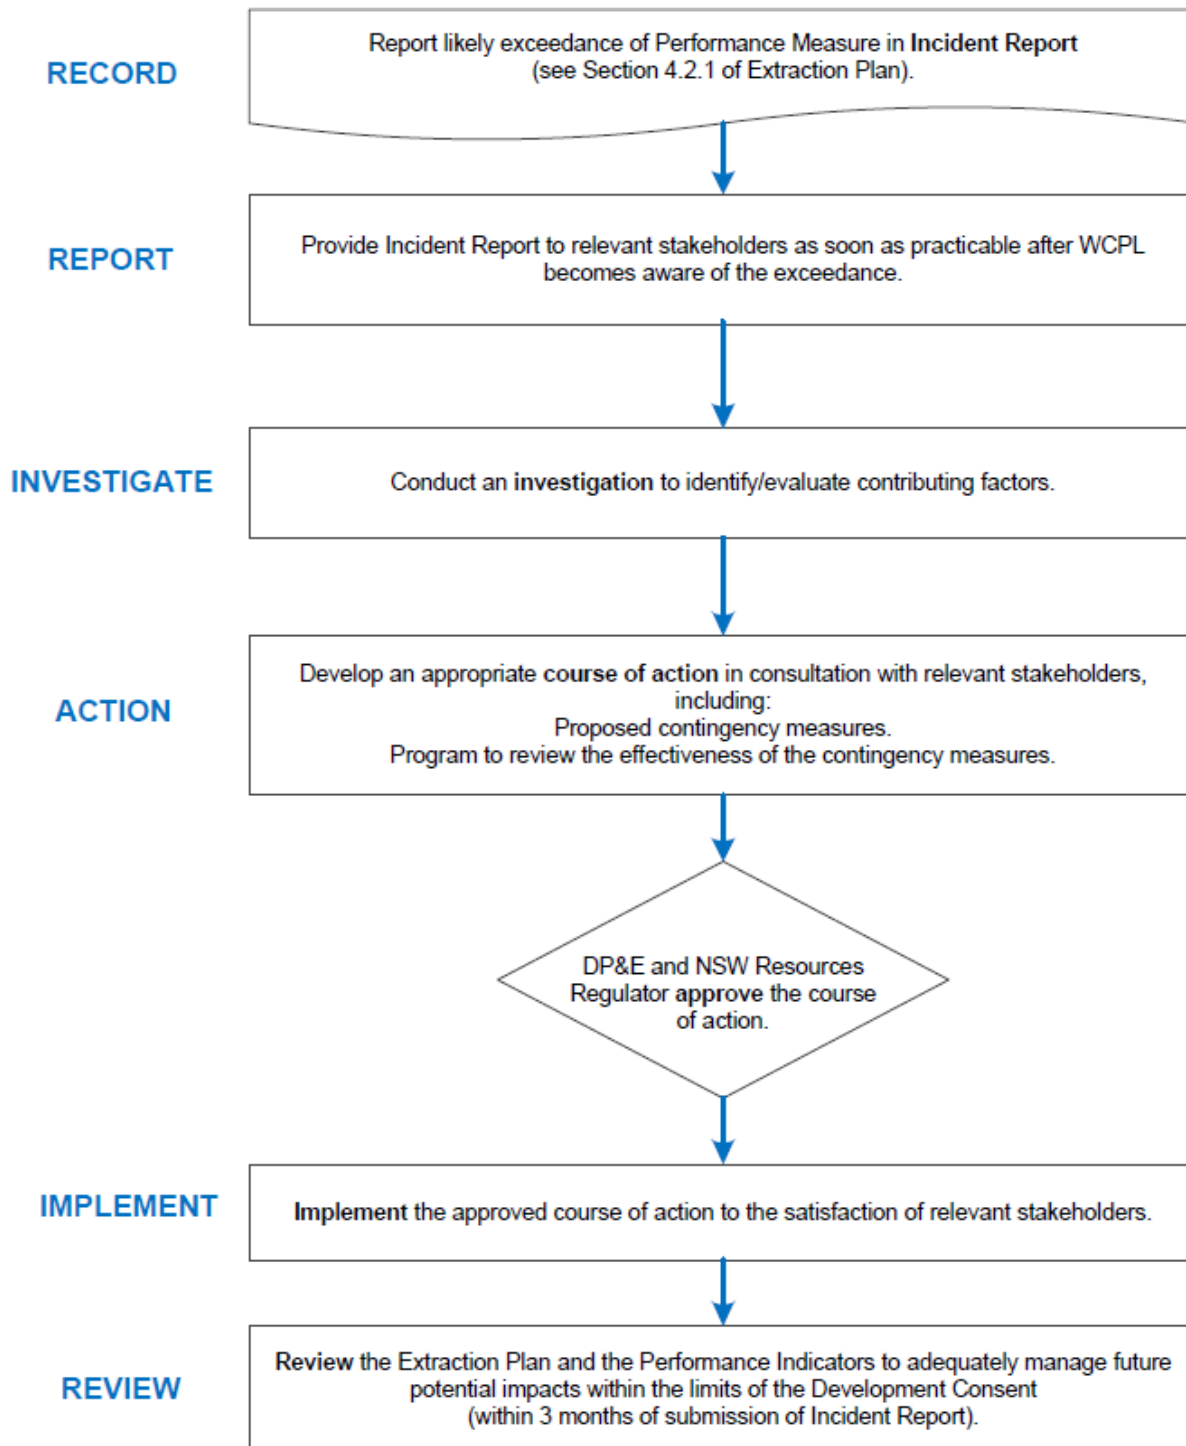 RECORD
Report likely exceedance of Performance Measure in Incident Report
(see Section 4.2.1 of Extraction Plan).
REPORT
Provide Incident Report to relevant stakeholders as soon as practicable after WCPL
becomes aware of the exceedance.
INVESTIGATE
Conduct an investigation to identify/evaluate contributing factors.
ACTION
Develop an appropriate course of action in consultation with relevant stakeholders,
including:
Proposed contingency measures.
Program to review the effectiveness of the contingency measures.
DP&E and NSW Resources
Regulator approve the course
of action.
IMPLEMENT
Implement the approved course of action to the satisfaction of relevant stakeholders.
REVIEW
Review the Extraction Plan and the Performance Indicators to adequately manage future
potential impacts within the limits of the Development Consent
(within 3 months of submission of Incident Report).